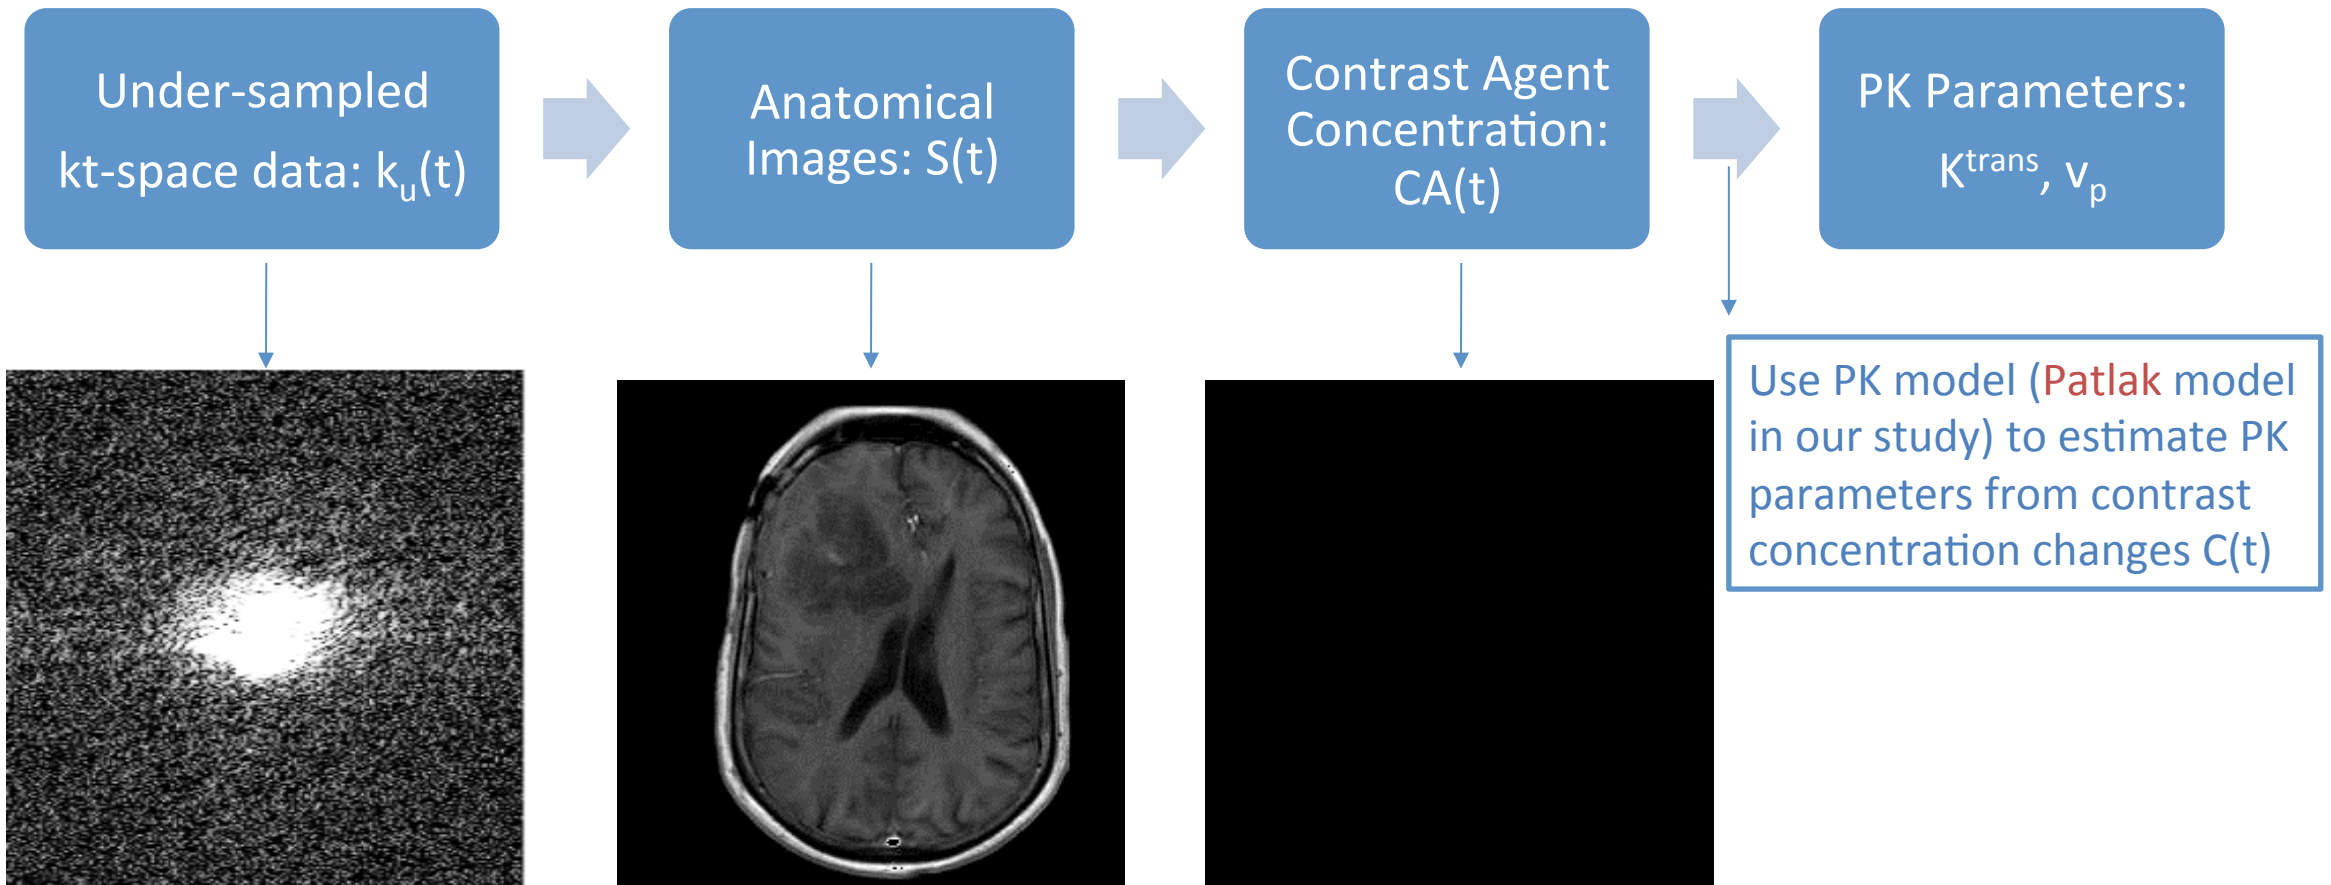 Under-sampled
kt-space data: kᵤ(t)
Anatomical
Images: S(t)
Contrast Agent
Concentration:
CA(t)
PK Parameters:
Kᵗʳᵃⁿˢ, vₚ
Use PK model (Patlak model
in our study) to estimate PK
parameters from contrast
concentration changes C(t)